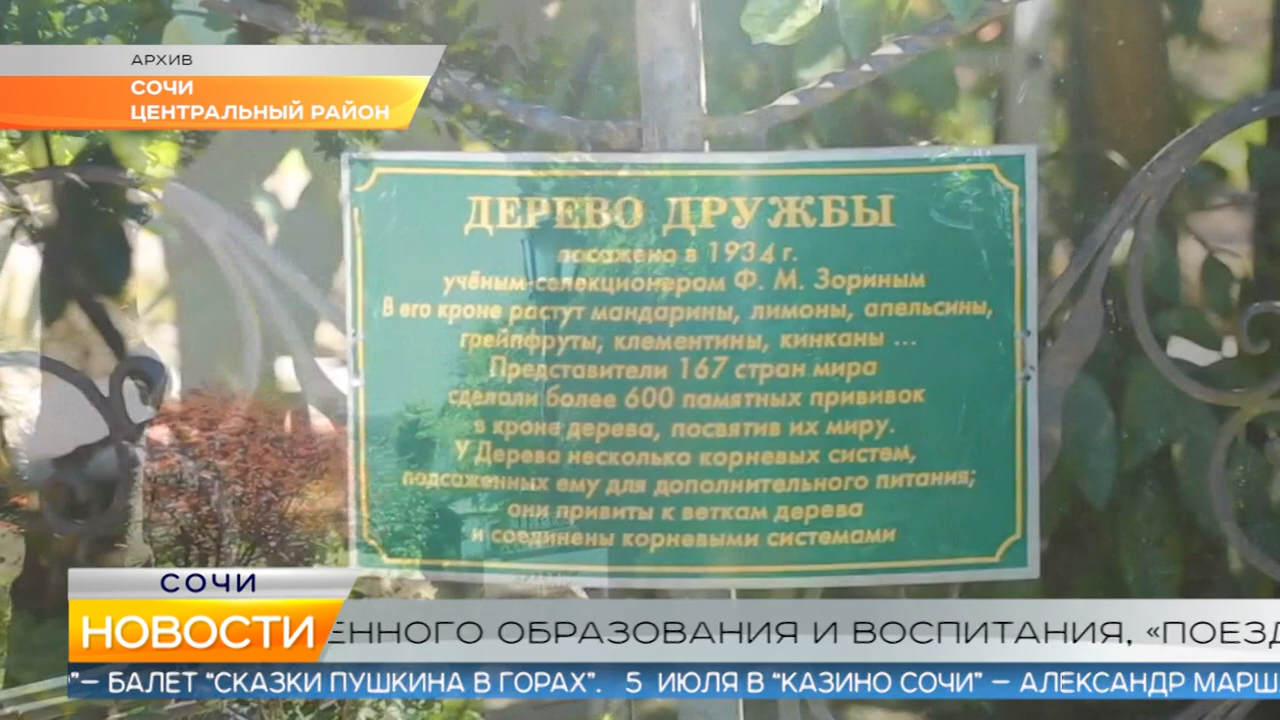 АРХИВ
СОЧИ
ЦЕНТРАЛЬНЫЙ РАЙОН
ДЕРЕВО ДРУЖБЫ
посажено в 1934 г.
учёным-селекционерам Ф. М. Зориным
В его кроне растут мандарины, лимоны, апельсины,
грейпфруты, клементины, кинканы ...
Представители 167 стран мира
сделали более 600 памятных прививок
в кроне дерева, посвятив их миру.
У Дерева несколько корневых систем,
подсаженных ему для дополнительного питания;
они привиты к веткам дерева
и соединены корневыми системами
СОЧИ
НОВОСТИ
ЕННОГО ОБРАЗОВАНИЯ И ВОСПИТАНИЯ, «ПОЕЗД
”– БАЛЕТ “СКАЗКИ ПУШКИНА В ГОРАХ”. 5 ИЮЛЯ В “КАЗИНО СОЧИ” – АЛЕКСАНДР МАРШ